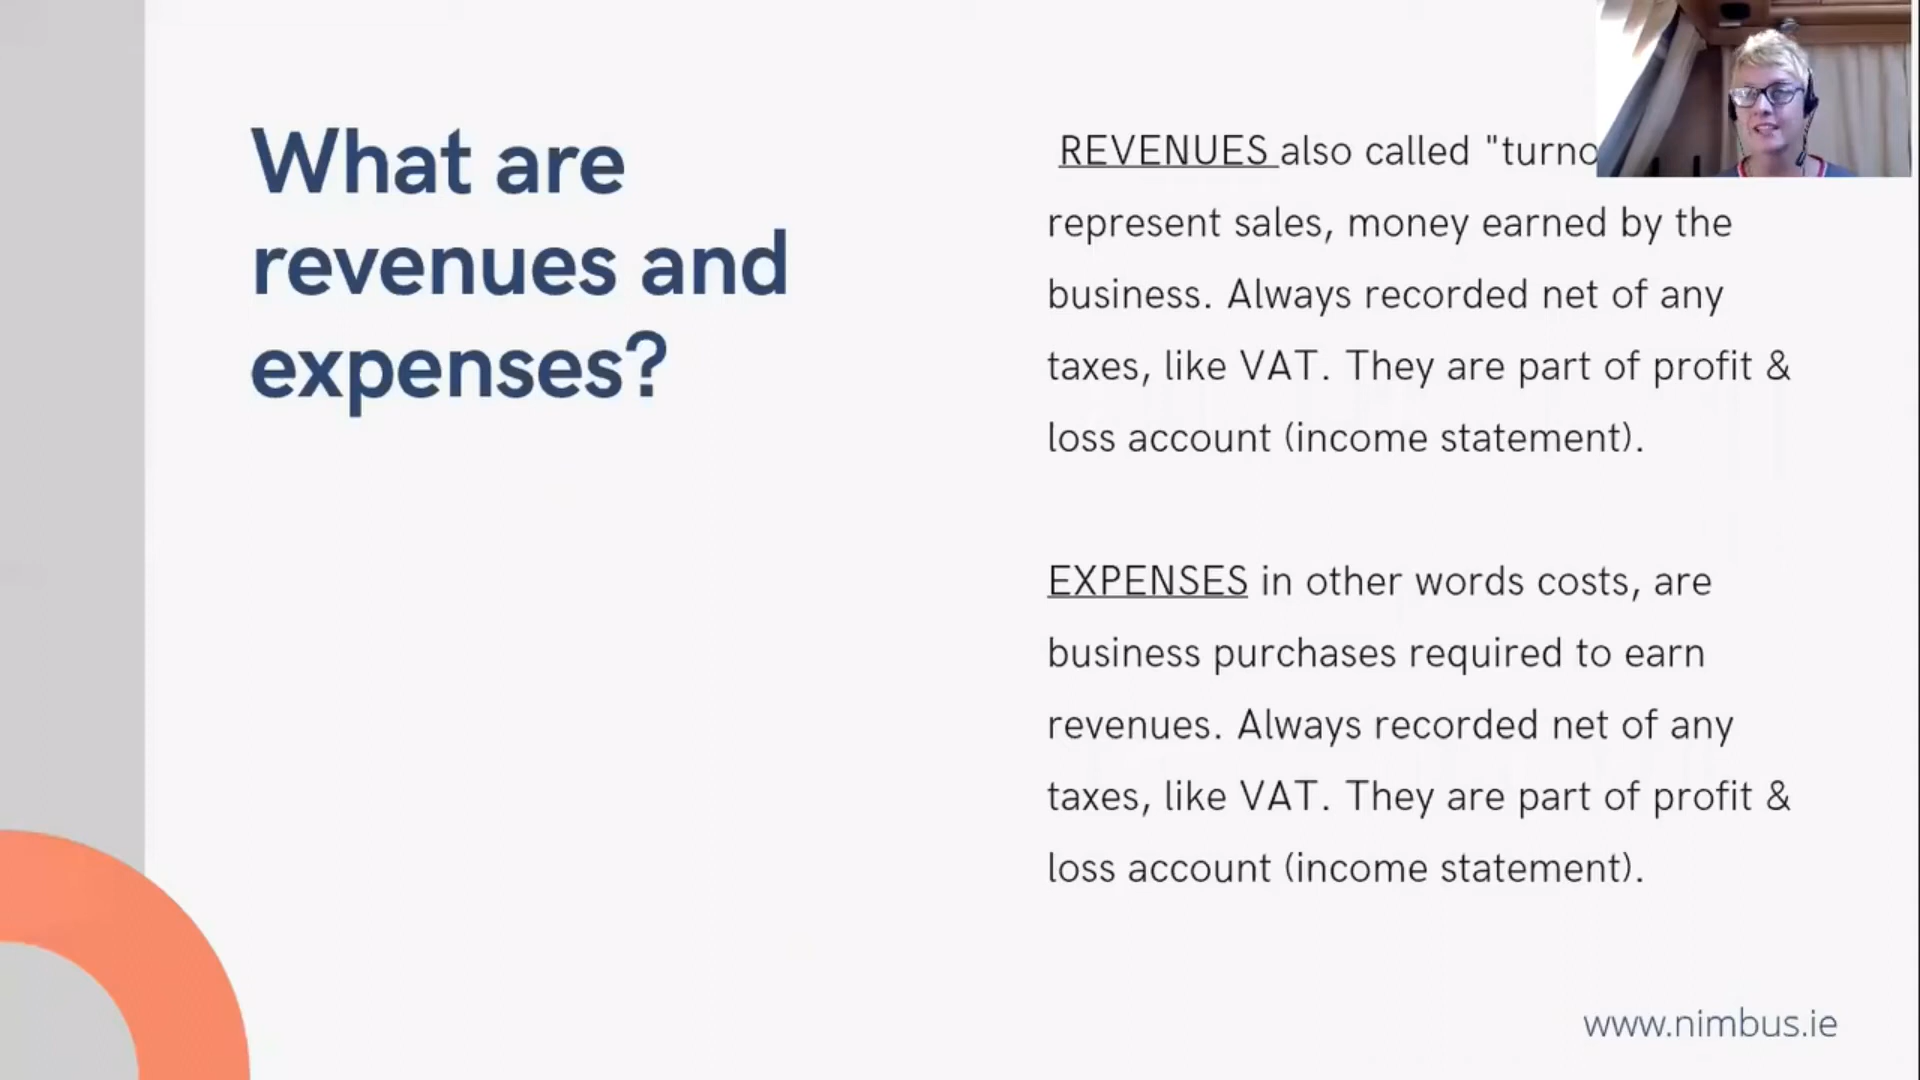 What are
revenues and
expenses?
REVENUES also called "turno
represent sales, money earned by the
business. Always recorded net of any
taxes, like VAT. They are part of profit &
loss account (income statement).
EXPENSES in other words costs, are
business purchases required to earn
revenues. Always recorded net of any
taxes, like VAT. They are part of profit &
loss account (income statement).
www.nimbus.ie